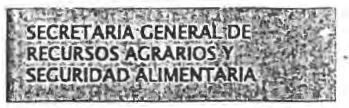 SECRETARIA GENERAL DE
RECURSOS AGRARIOS Y
SEGURIDAD ALIMENTARIA